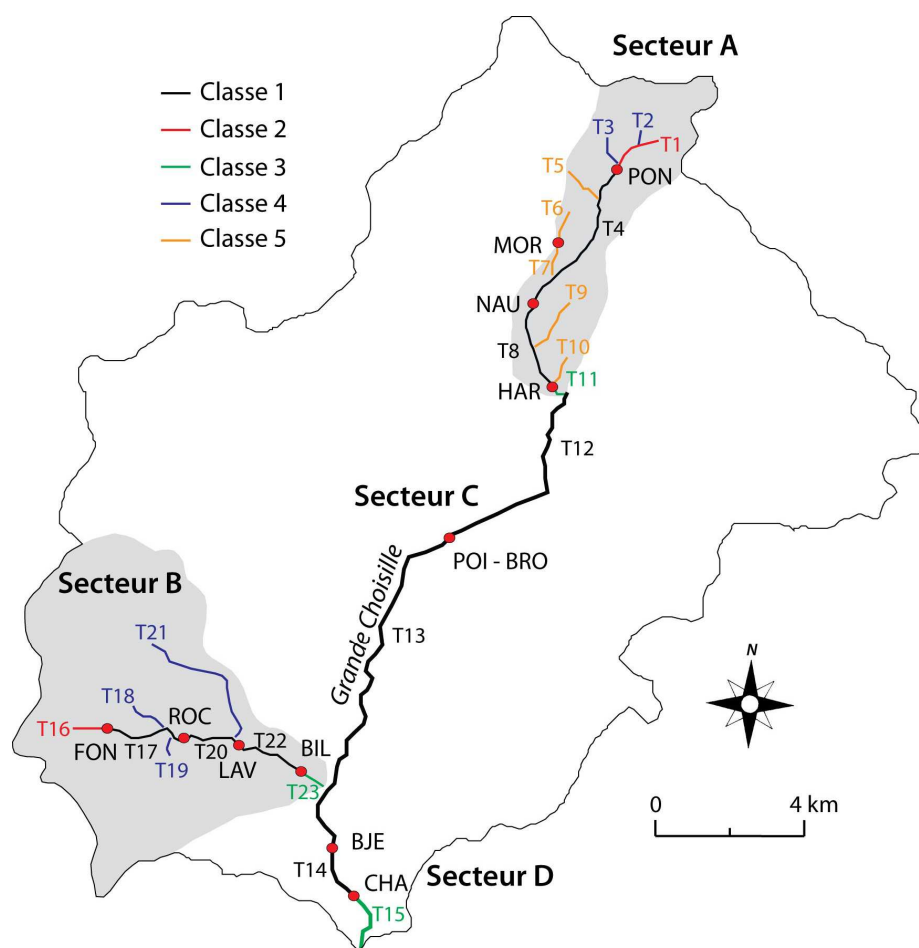 Secteur A
Classe 1
Classe 2
Classe 3
Classe 4
Classe 5
T3
T2
T1
PON
T5
T6
T4
MOR
T7
NAU
T9
T8
T10
HAR
T11
T12
Secteur C
POI - BRO
Grande Choisille
Secteur B
T13
T21
T18
ROC
T16
FON
T17
T19
T20
LAV
T22
BIL
T23
N
0
4 km
BJE
T14
CHA
Secteur D
T15